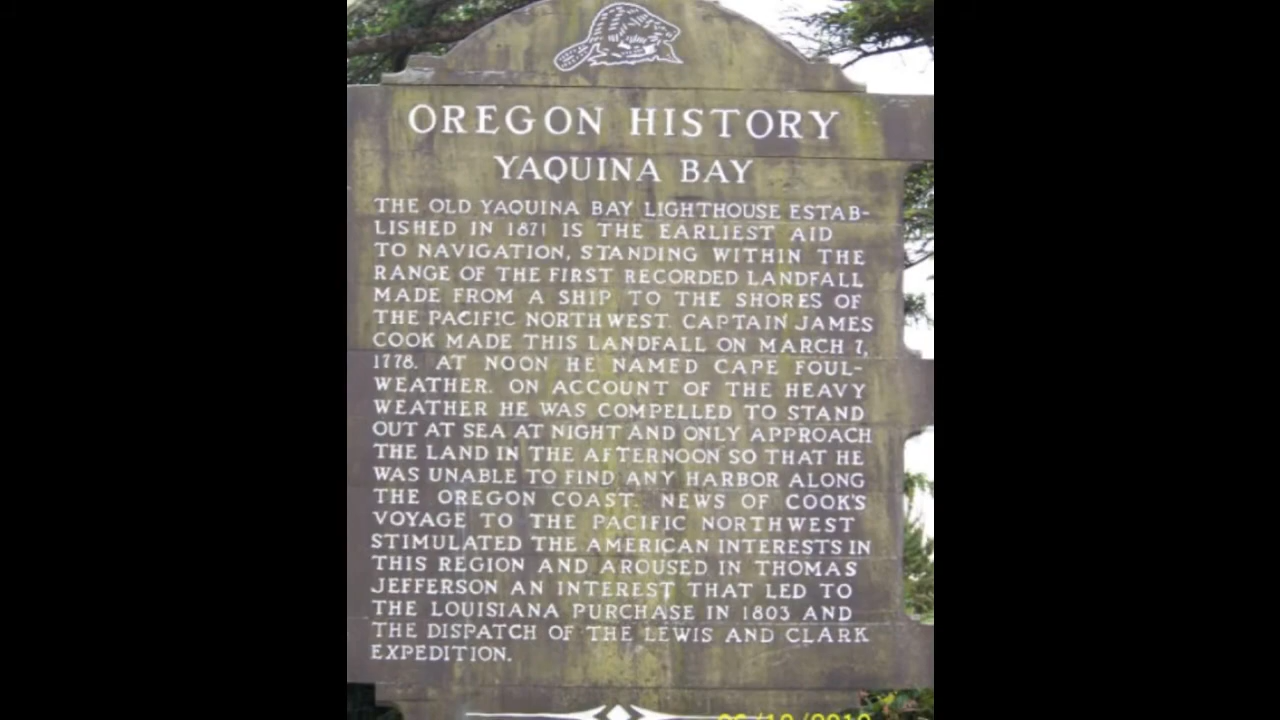 OREGON HISTORY
YAQUINA BAY
THE OLD YAQUINA BAY LIGHTHOUSE ESTAB-
LISHED IN 1871 IS THE EARLIEST AID
TO NAVIGATION, STANDING WITHIN THE
RANGE OF THE FIRST RECORDED LANDFALL
MADE FROM A SHIP TO THE SHORES OF
THE PACIFIC NORTHWEST. CAPTAIN JAMES
COOK MADE THIS LANDFALL ON MARCH 7,
1778. AT NOON HE NAMED CAPE FOUL-
WEATHER. ON ACCOUNT OF THE HEAVY
WEATHER HE WAS COMPELLED TO STAND
OUT AT SEA AT NIGHT AND ONLY APPROACH
THE LAND IN THE AFTERNOON SO THAT HE
WAS UNABLE TO FIND ANY HARBOR ALONG
THE OREGON COAST. NEWS OF COOK'S
VOYAGE TO THE PACIFIC NORTHWEST
STIMULATED THE AMERICAN INTERESTS IN
THIS REGION AND AROUSED IN THOMAS
JEFFERSON AN INTEREST THAT LED TO
THE LOUISIANA PURCHASE IN 1803 AND
THE DISPATCH OF THE LEWIS AND CLARK
EXPEDITION.